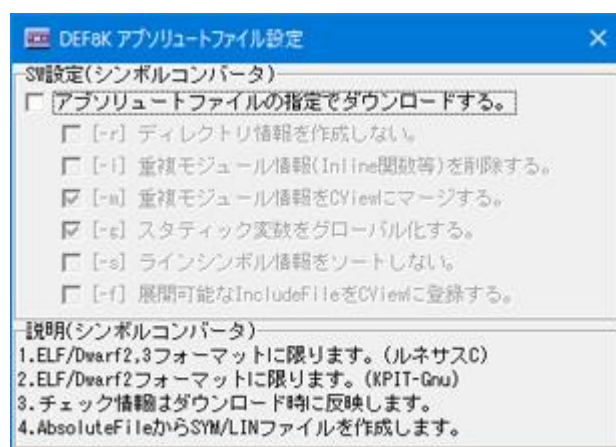 DEF8K アブソリュートファイル設定
SW設定(シンボルコンバータ)
アブソリュートファイルの指定でダウンロードする。
[-r] ディレクトリ情報を作成しない。
[-i] 重複モジュール情報(Inline関数等)を削除する。
[-m] 重複モジュール情報をCViewにマージする。
[-g] スタティック変数をグローバル化する。
[-s] ラインシンボル情報をソートしない。
[-f] 展開可能なIncludeFileをCViewに登録する。
説明(シンボルコンバータ)
1.ELF/Dwarf2,3フォーマットに限ります。(ルネサスC)
2.ELF/Dwarf2フォーマットに限ります。(KPIT-Gnu)
3.チェック情報はダウンロード時に反映します。
4.AbsoluteFileからSYM/LINファイルを作成します。